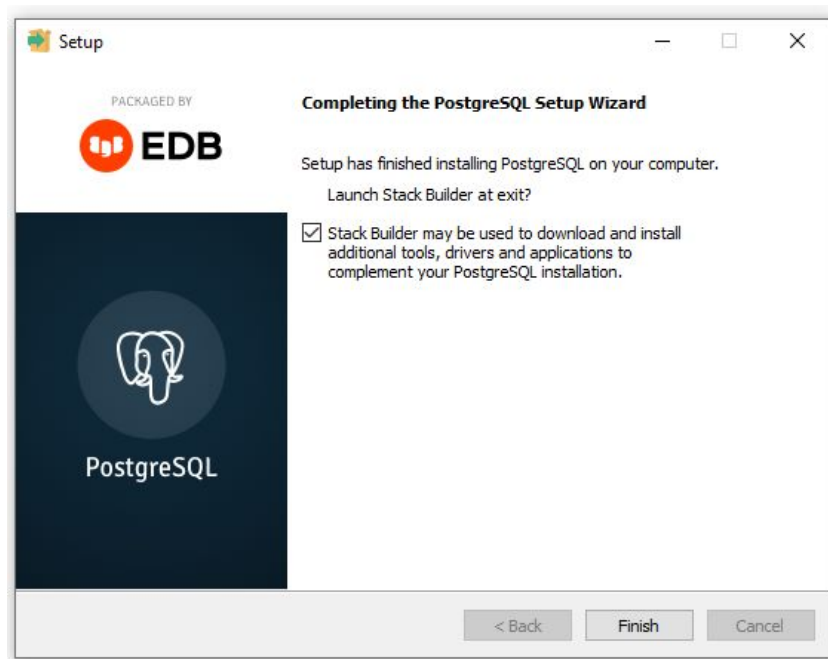 Setup
PACKAGED BY
EDB
Completing the PostgreSQL Setup Wizard
Setup has finished installing PostgreSQL on your computer.
Launch Stack Builder at exit?
Stack Builder may be used to download and install
additional tools, drivers and applications to
complement your PostgreSQL installation.
PostgreSQL
< Back
Finish
Cancel